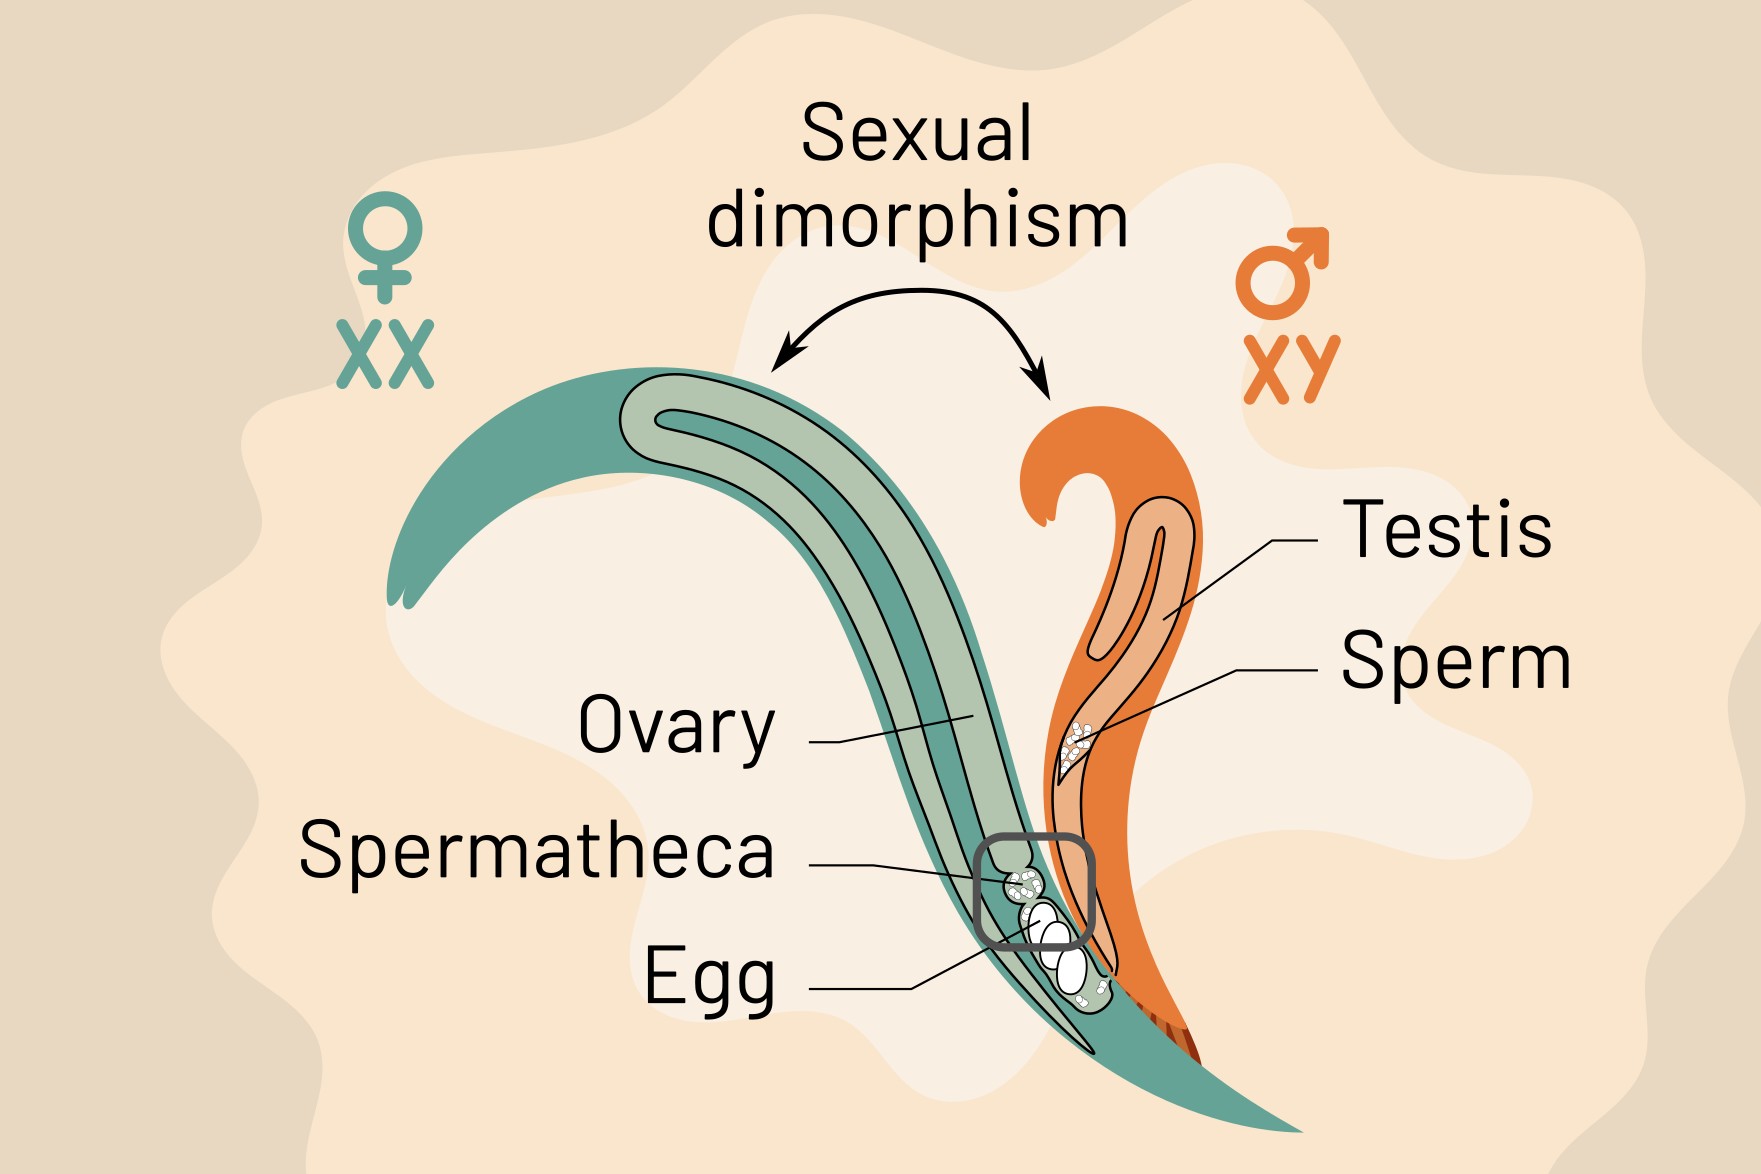 Sexual
dimorphism
XX
XY
Testis
Sperm
Ovary
Spermatheca
Egg